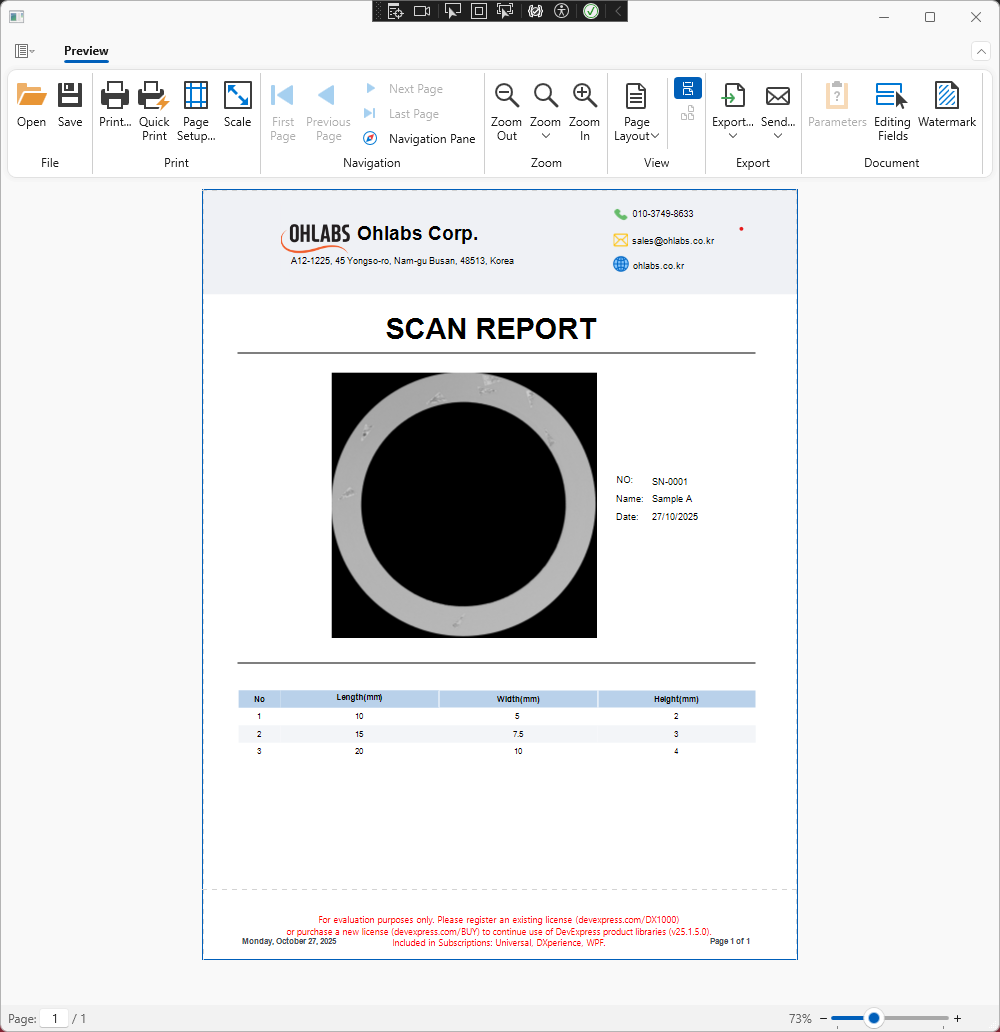 Preview
Open
Save
Print...
Quick
Print
Page
Setup...
Scale
First
Page
Previous
Page
Next Page
Last Page
Navigation Pane
Zoom
Out
Zoom
Zoom
In
Page
Layout
Export...
Send...
Parameters
Editing
Fields
Watermark
File
Print
Navigation
Zoom
View
Export
Document
OHLABS Ohlabs Corp.
A12-1225, 45 Yongso-ro, Nam-gu Busan, 48513, Korea
010-3749-8633
sales@ohlabs.co.kr
ohlabs.co.kr
SCAN REPORT
NO: SN-0001
Name: Sample A
Date: 27/10/2025
No Length(mm) Width(mm) Height(mm)
1 10 5 2
2 15 7.5 3
3 20 10 4
For evaluation purposes only. Please register an existing license (devexpress.com/DX1000)
or purchase a new license (devexpress.com/BUY) to continue use of DevExpress product libraries (v25.1.5.0).
Monday, October 27, 2025 Included in Subscriptions: Universal, DXperience, WPF. Page 1 of 1
Page: 1 / 1
73% − +